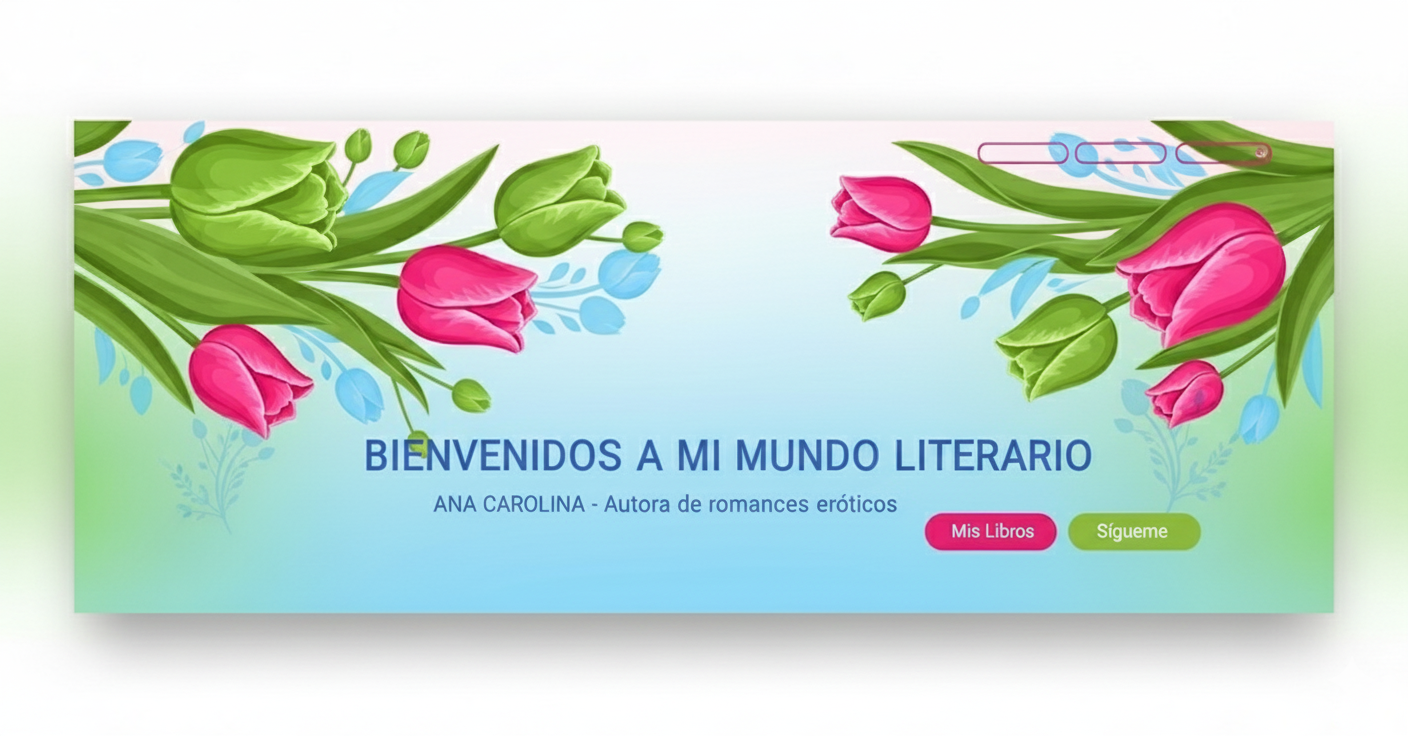 BIENVENIDOS A MI MUNDO LITERARIO
ANA CAROLINA - Autora de romances eróticos
Mis Libros
Sígueme